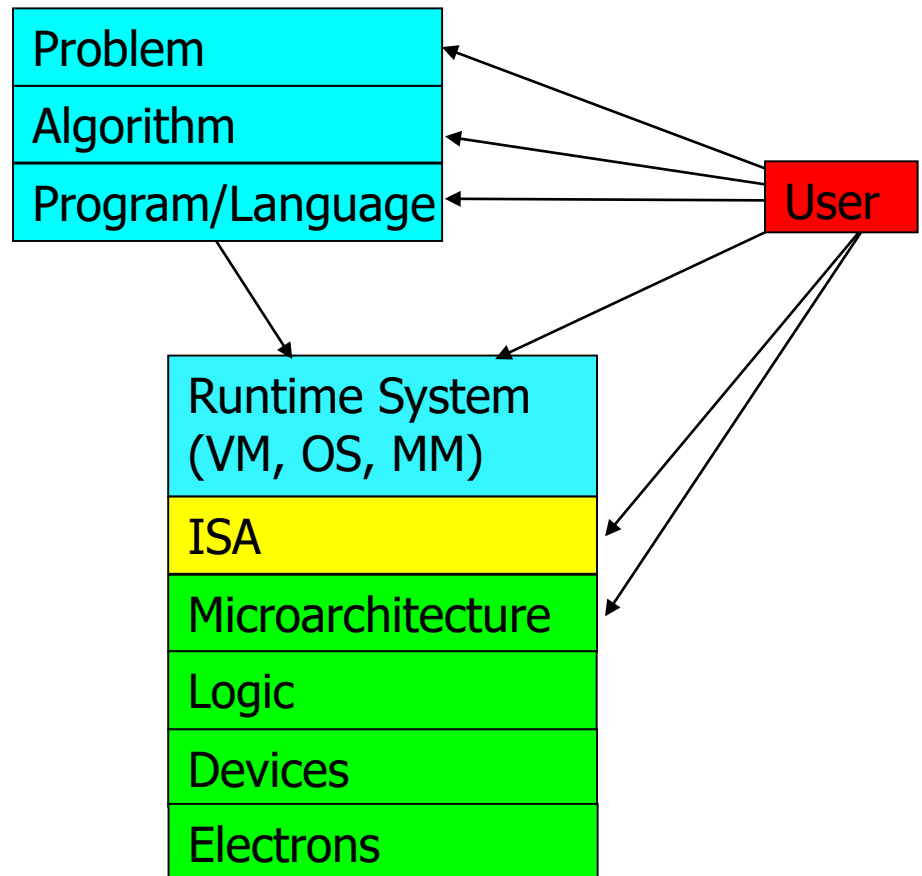 Problem
Algorithm
Program/Language
User
Runtime System
(VM, OS, MM)
ISA
Microarchitecture
Logic
Devices
Electrons